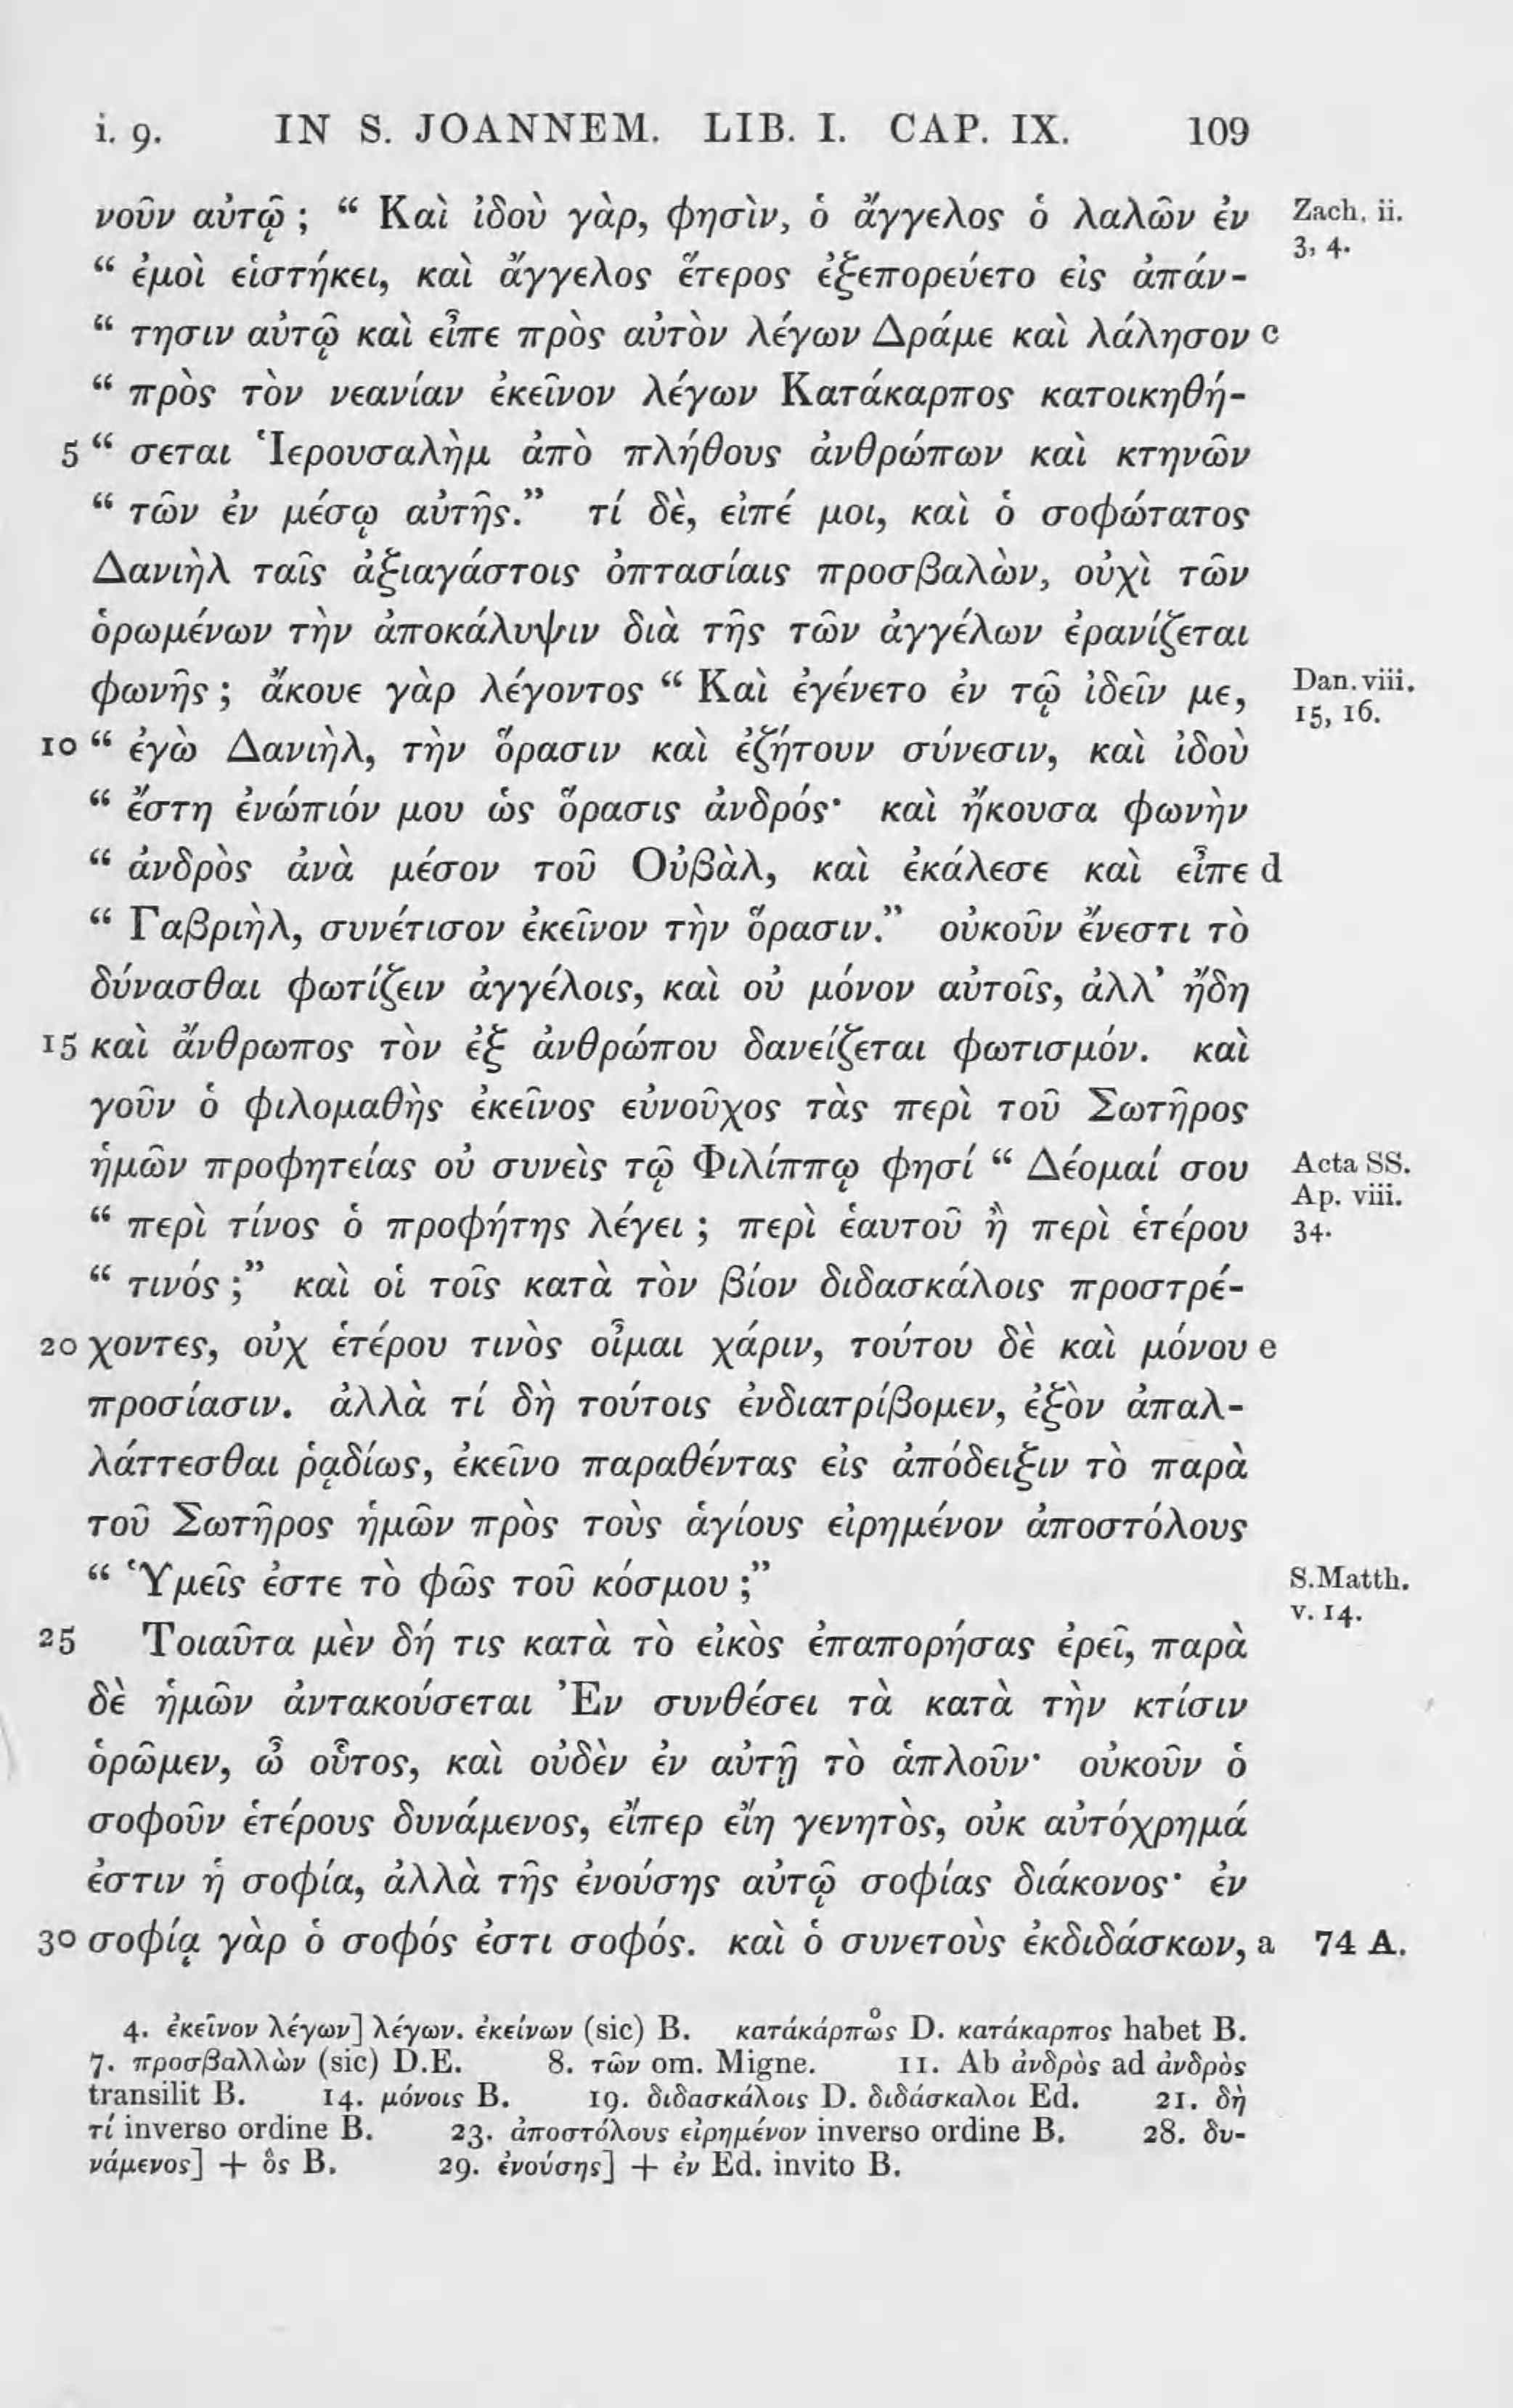 i. 9. IN S. JOANNEM. LIB. I. CAP. IX. 109
νοῦν αὐτῷ ; “ Καὶ ἰδοὺ γὰρ, φησὶν, ὁ ἄγγελος ὁ λαλῶν ἐν Zach. ii.
“ ἐμοὶ εἱστήκει, καὶ ἄγγελος ἕτερος ἐξεπορεύετο εἰς ἀπάν- 3, 4.
“ τησιν αὐτῷ καὶ εἶπε πρὸς αὐτὸν λέγων Δράμε καὶ λάλησον c
“ πρὸς τὸν νεανίαν ἐκεῖνον λέγων Κατάκαρπος κατοικηθή-
5 “ σεται Ἱερουσαλὴμ ἀπὸ πλήθους ἀνθρώπων καὶ κτηνῶν
“ τῶν ἐν μέσῳ αὐτῆς.” τί δὲ, εἰπέ μοι, καὶ ὁ σοφώτατος
Δανιὴλ ταῖς ἀξιαγάστοις ὀπτασίαις προσβαλὼν, οὐχὶ τῶν
ὁρωμένων τὴν ἀποκάλυψιν διὰ τῆς τῶν ἀγγέλων ἐρανίζεται
φωνῆς ; ἄκουε γὰρ λέγοντος “ Καὶ ἐγένετο ἐν τῷ ἰδεῖν με, Dan. viii.
10 “ ἐγὼ Δανιὴλ, τὴν ὅρασιν καὶ ἐζήτουν σύνεσιν, καὶ ἰδοὺ 15, 16.
“ ἔστη ἐνώπιόν μου ὡς ὅρασις ἀνδρός· καὶ ἤκουσα φωνὴν
“ ἀνδρὸς ἀνὰ μέσον τοῦ Οὐβὰλ, καὶ ἐκάλεσε καὶ εἶπε d
“ Γαβριὴλ, συνέτισον ἐκεῖνον τὴν ὅρασιν.” οὐκοῦν ἔνεστι τὸ
δύνασθαι φωτίζειν ἀγγέλοις, καὶ οὐ μόνον αὐτοῖς, ἀλλ’ ἤδη
15 καὶ ἄνθρωπος τὸν ἐξ ἀνθρώπου δανείζεται φωτισμόν. καὶ
γοῦν ὁ φιλομαθὴς ἐκεῖνος εὐνοῦχος τὰς περὶ τοῦ Σωτῆρος
ἡμῶν προφητείας οὐ συνεὶς τῷ Φιλίππῳ φησί “ Δέομαί σου Acta SS.
Ap. viii.
“ περὶ τίνος ὁ προφήτης λέγει ; περὶ ἑαυτοῦ ἢ περὶ ἑτέρου 34.
“ τινός ;” καὶ οἱ τοῖς κατὰ τὸν βίον διδασκάλοις προστρέ-
20 χοντες, οὐχ ἑτέρου τινὸς οἶμαι χάριν, τούτου δὲ καὶ μόνου e
προσίασιν. ἀλλὰ τί δὴ τούτοις ἐνδιατρίβομεν, ἐξὸν ἀπαλ-
λάττεσθαι ῥᾳδίως, ἐκεῖνο παραθέντας εἰς ἀπόδειξιν τὸ παρὰ
τοῦ Σωτῆρος ἡμῶν πρὸς τοὺς ἁγίους εἰρημένον ἀποστόλους
“ Ὑμεῖς ἐστε τὸ φῶς τοῦ κόσμου ;” S. Matth.
v. 14.
25 Τοιαῦτα μὲν δή τις κατὰ τὸ εἰκὸς ἐπαπορήσας ἐρεῖ, παρὰ
δὲ ἡμῶν ἀντακούσεται Ἐν συνθέσει τὰ κατὰ τὴν κτίσιν
ὁρῶμεν, ὦ οὗτος, καὶ οὐδὲν ἐν αὐτῇ τὸ ἁπλοῦν· οὐκοῦν ὁ
σοφοῦν ἑτέρους δυνάμενος, εἴπερ εἴη γενητὸς, οὐκ αὐτόχρημά
ἐστιν ἡ σοφία, ἀλλὰ τῆς ἐνούσης αὐτῷ σοφίας διάκονος· ἐν
30 σοφίᾳ γὰρ ὁ σοφός ἐστι σοφός. καὶ ὁ συνετοὺς ἐκδιδάσκων, a 74 A.
4. ἐκεῖνον λέγων] λέγων. ἐκείνων (sic) B. κατάκάρπὼς D. κατάκαρπος habet B.
7. προσβαλλὼν (sic) D.E. 8. τῶν om. Migne. 11. Ab ἀνδρὸς ad ἀνδρὸς
transilit B. 14. μόνοις B. 19. διδασκάλοις D. διδάσκαλοι Ed. 21. δὴ
τί inverso ordine B. 23. ἀποστόλους εἰρημένον inverso ordine B. 28. δυ-
νάμενος] + ὃς B. 29. ἐνούσης] + ἐν Ed. invito B.